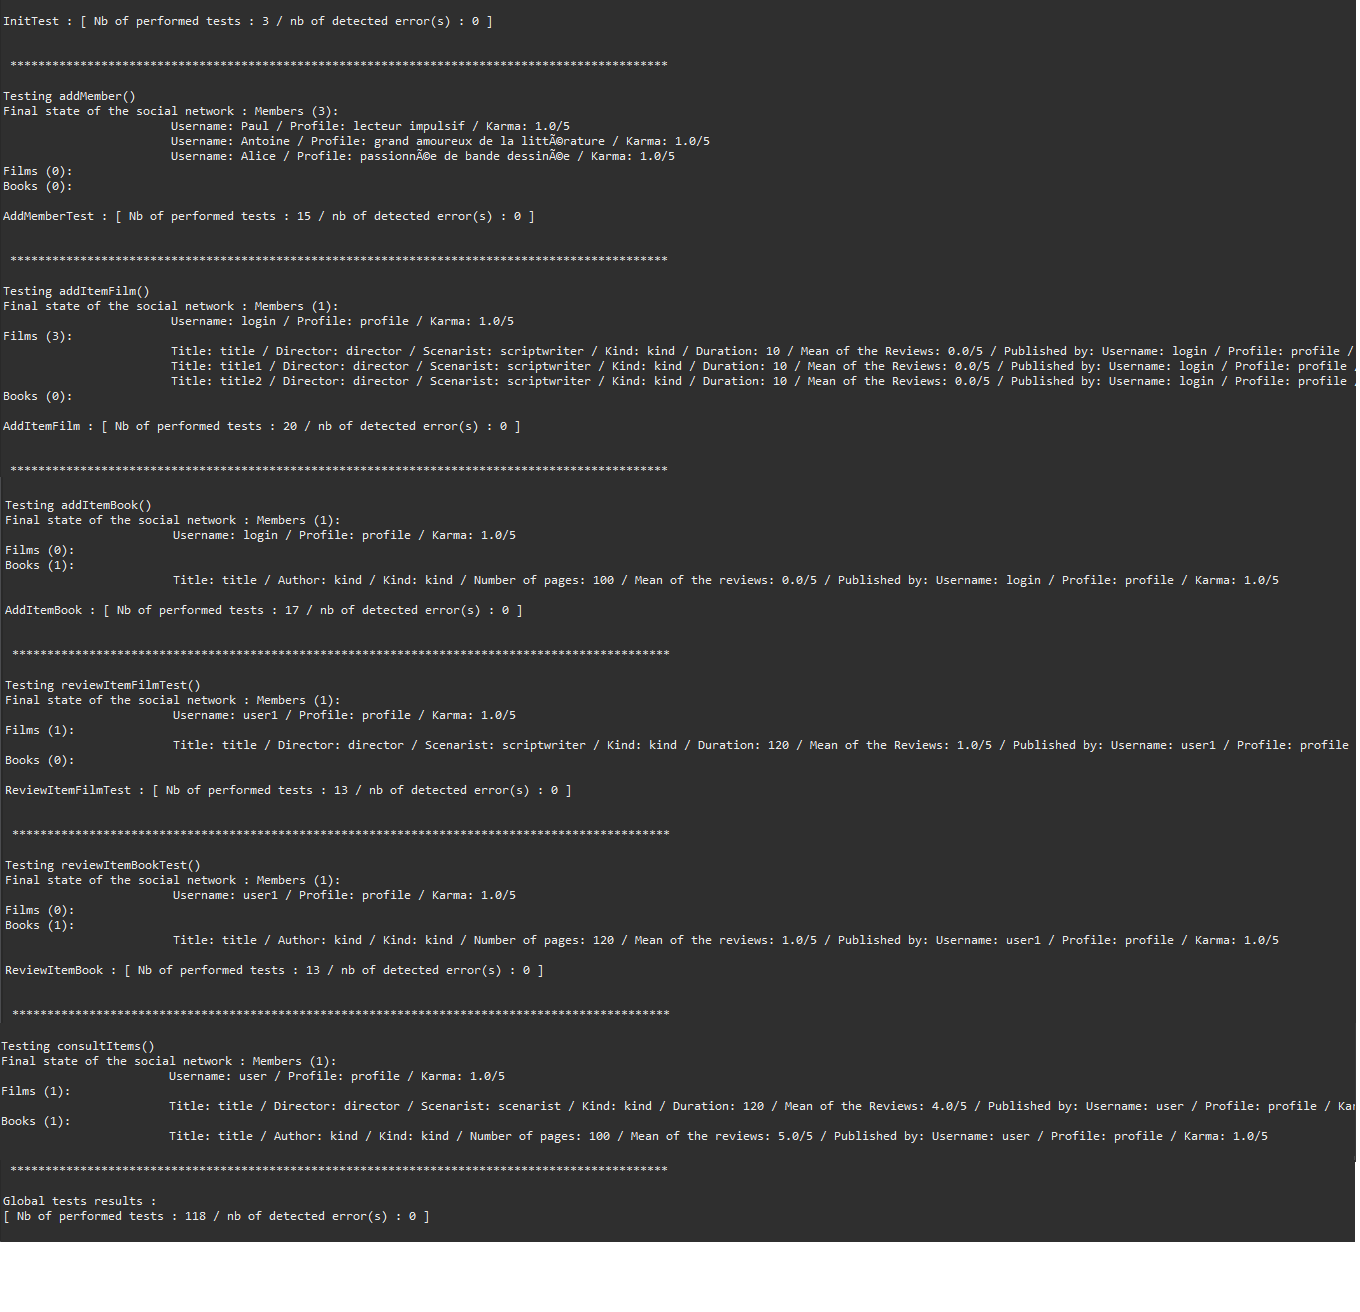 InitTest : [ Nb of performed tests : 3 / nb of detected error(s) : 0 ]
**********************************************************************************************
Testing addMember()
Final state of the social network : Members (3):
Username: Paul / Profile: lecteur impulsif / Karma: 1.0/5
Username: Antoine / Profile: grand amoureux de la littÃ©rature / Karma: 1.0/5
Username: Alice / Profile: passionnÃ©e de bande dessinÃ©e / Karma: 1.0/5
Films (0):
Books (0):
AddMemberTest : [ Nb of performed tests : 15 / nb of detected error(s) : 0 ]
**********************************************************************************************
Testing addItemFilm()
Final state of the social network : Members (1):
Username: login / Profile: profile / Karma: 1.0/5
Films (3):
Title: title / Director: director / Scenarist: scriptwriter / Kind: kind / Duration: 10 / Mean of the Reviews: 0.0/5 / Published by: Username: login / Profile: profile /
Title: title1 / Director: director / Scenarist: scriptwriter / Kind: kind / Duration: 10 / Mean of the Reviews: 0.0/5 / Published by: Username: login / Profile: profile /
Title: title2 / Director: director / Scenarist: scriptwriter / Kind: kind / Duration: 10 / Mean of the Reviews: 0.0/5 / Published by: Username: login / Profile: profile /
Books (0):
AddItemFilm : [ Nb of performed tests : 20 / nb of detected error(s) : 0 ]
**********************************************************************************************
Testing addItemBook()
Final state of the social network : Members (1):
Username: login / Profile: profile / Karma: 1.0/5
Films (0):
Books (1):
Title: title / Author: kind / Kind: kind / Number of pages: 100 / Mean of the reviews: 0.0/5 / Published by: Username: login / Profile: profile / Karma: 1.0/5
AddItemBook : [ Nb of performed tests : 17 / nb of detected error(s) : 0 ]
**********************************************************************************************
Testing reviewItemFilmTest()
Final state of the social network : Members (1):
Username: user1 / Profile: profile / Karma: 1.0/5
Films (1):
Title: title / Director: director / Scenarist: scriptwriter / Kind: kind / Duration: 120 / Mean of the Reviews: 1.0/5 / Published by: Username: user1 / Profile: profile
Books (0):
ReviewItemFilmTest : [ Nb of performed tests : 13 / nb of detected error(s) : 0 ]
**********************************************************************************************
Testing reviewItemBookTest()
Final state of the social network : Members (1):
Username: user1 / Profile: profile / Karma: 1.0/5
Films (0):
Books (1):
Title: title / Author: kind / Kind: kind / Number of pages: 120 / Mean of the reviews: 1.0/5 / Published by: Username: user1 / Profile: profile / Karma: 1.0/5
ReviewItemBook : [ Nb of performed tests : 13 / nb of detected error(s) : 0 ]
**********************************************************************************************
Testing consultItems()
Final state of the social network : Members (1):
Username: user / Profile: profile / Karma: 1.0/5
Films (1):
Title: title / Director: director / Scenarist: scenarist / Kind: kind / Duration: 120 / Mean of the Reviews: 4.0/5 / Published by: Username: user / Profile: profile / Kar
Books (1):
Title: title / Author: kind / Kind: kind / Number of pages: 100 / Mean of the reviews: 5.0/5 / Published by: Username: user / Profile: profile / Karma: 1.0/5
**********************************************************************************************
Global tests results :
[ Nb of performed tests : 118 / nb of detected error(s) : 0 ]